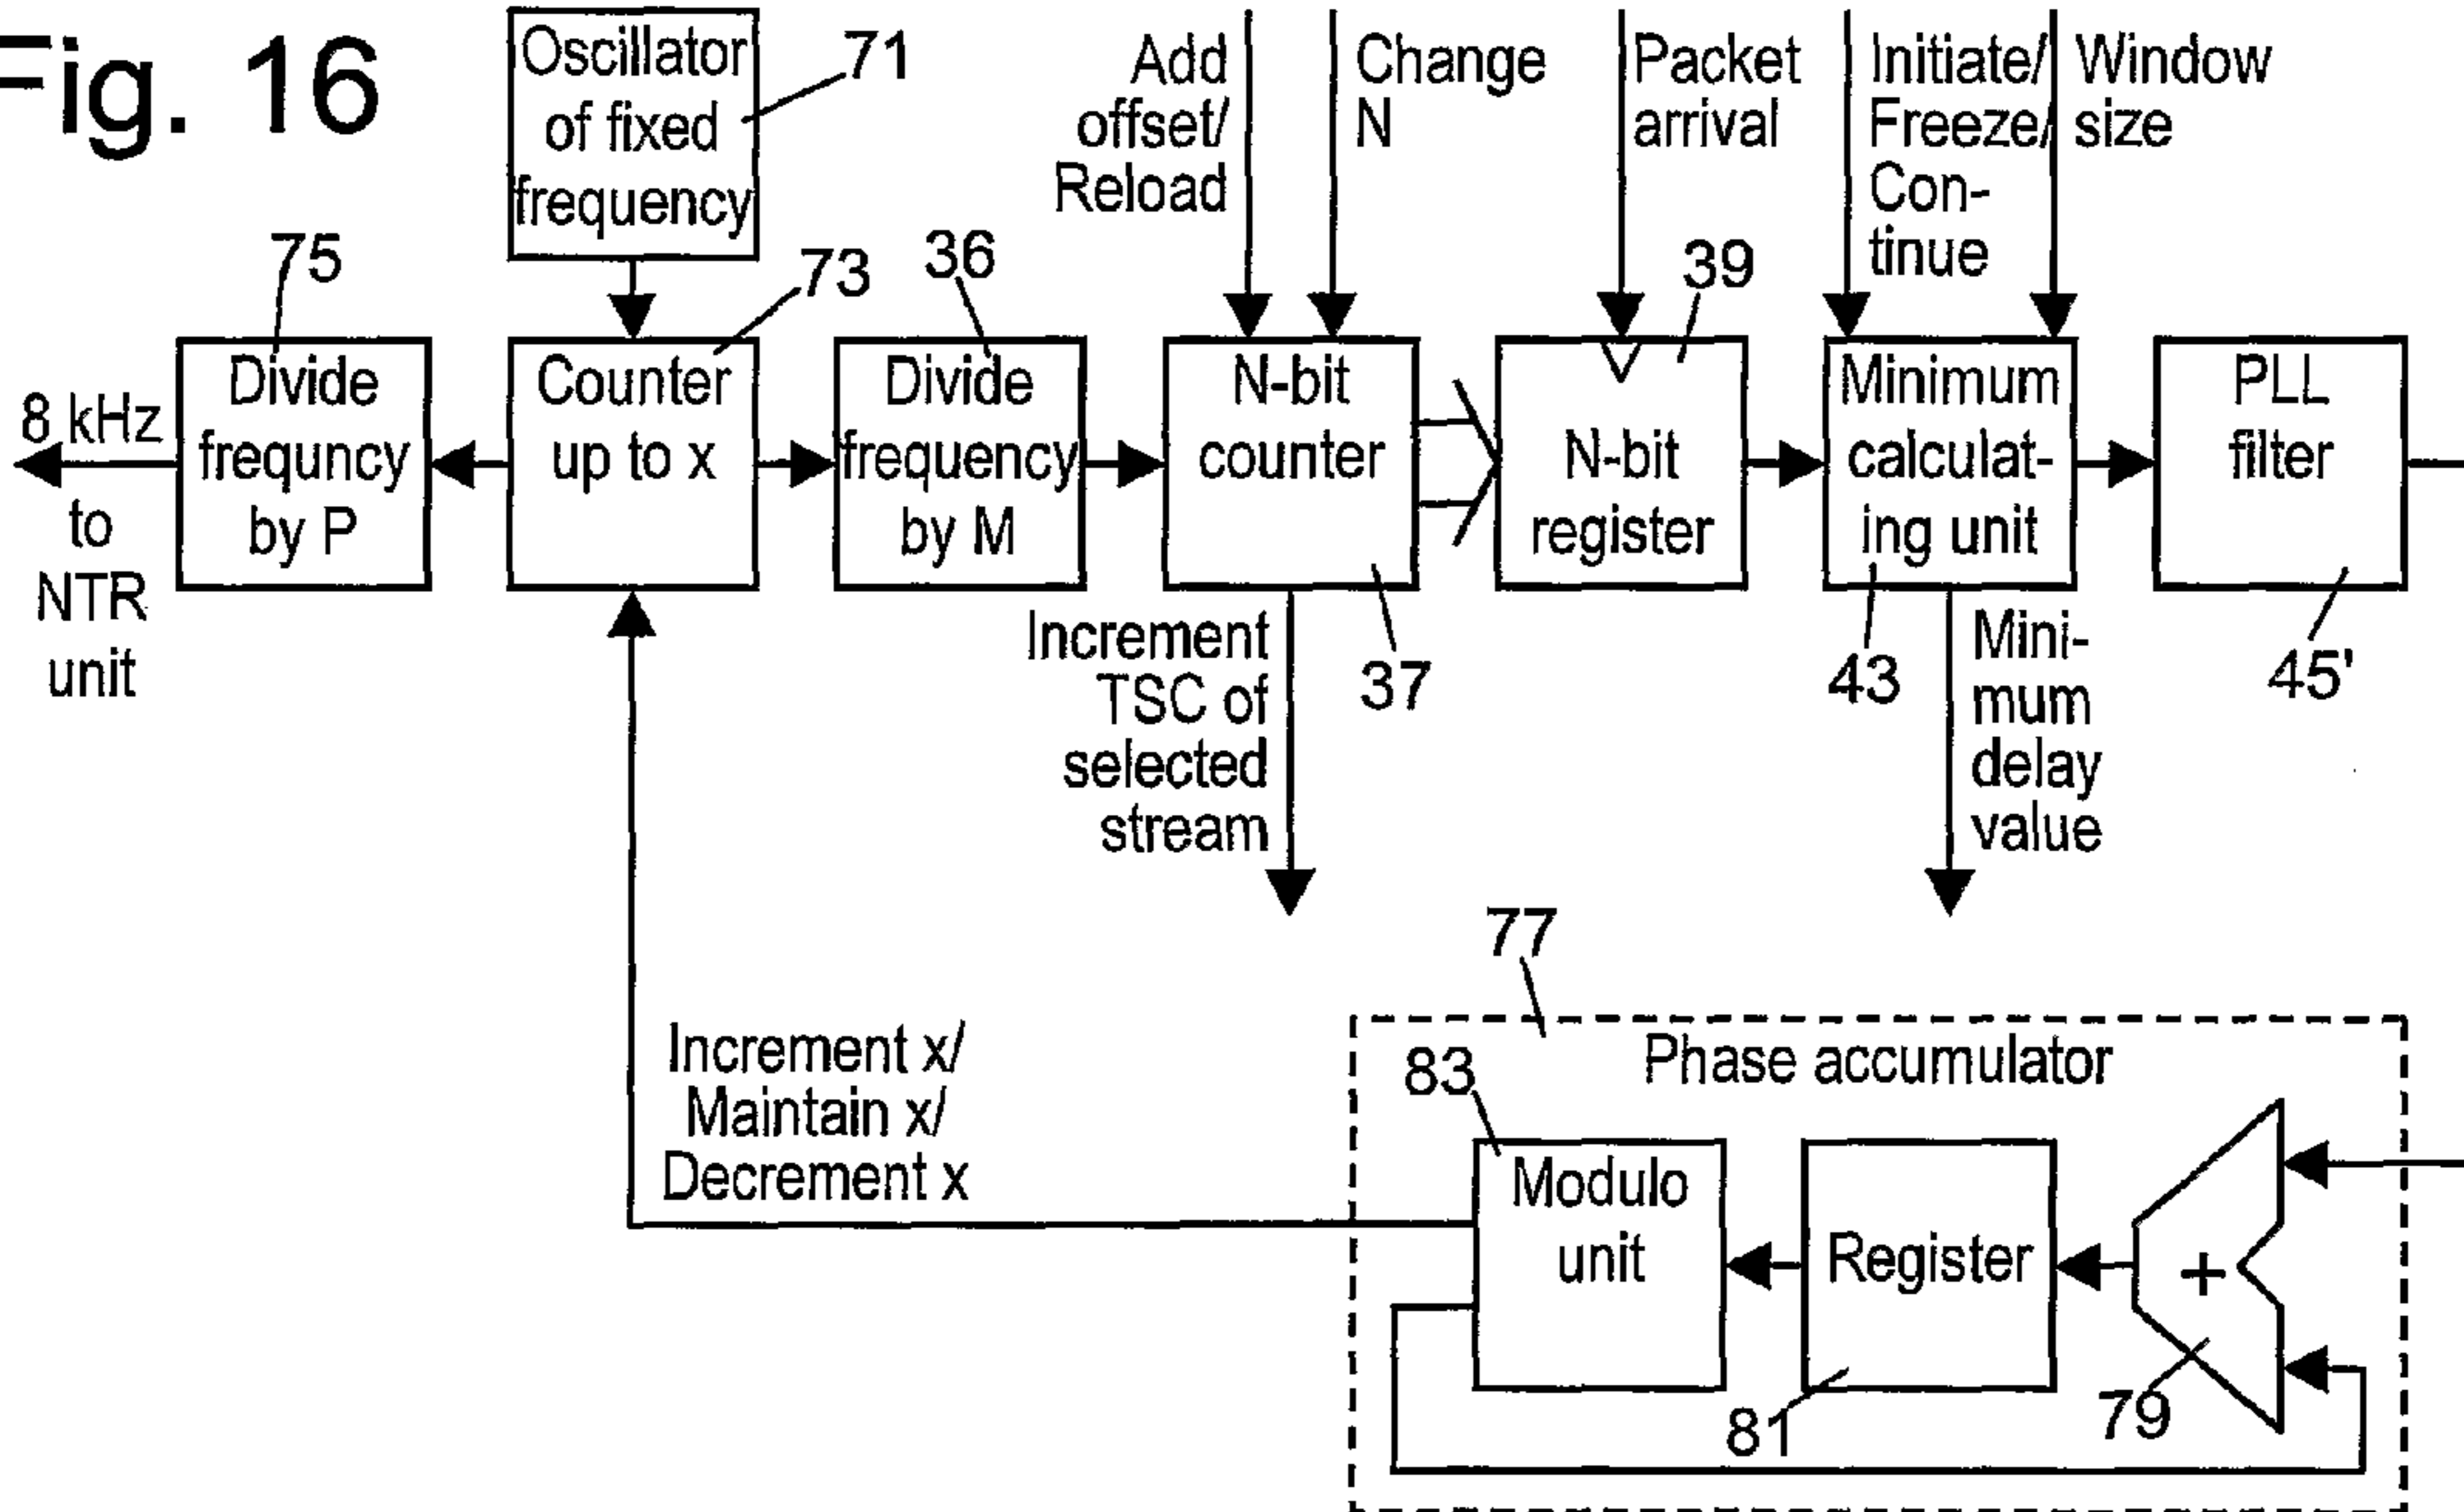 Fig. 16
Oscillator
of fixed
frequency
71
Add
offset/
Reload
Change
N
Packet
arrival
Initiate/
Freeze/
Con-
tinue
Window
size
75
73
36
39
8 kHz
to
NTR
unit
Divide
frequncy
by P
Counter
up to x
Divide
frequency
by M
N-bit
counter
N-bit
register
Minimum
calculat-
ing unit
PLL
filter
Increment
TSC of
selected
stream
37
43
Mini-
mum
delay
value
45'
77
Increment x/
Maintain x/
Decrement x
Phase accumulator
83
Modulo
unit
Register
+
81
79